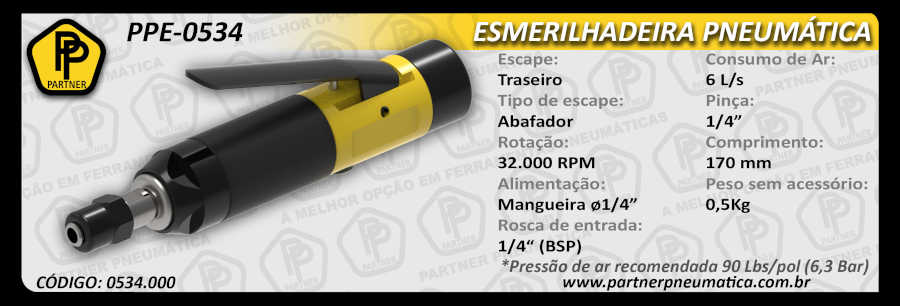 PPE-0534
ESMERILHADEIRA PNEUMÁTICA
PP
PARTNER
Escape:
Traseiro
Tipo de escape:
Abafador
Rotação:
32.000 RPM
Alimentação:
Mangueira ø1/4”
Rosca de entrada:
1/4“ (BSP)
Consumo de Ar:
6 L/s
Pinça:
1/4”
Comprimento:
170 mm
Peso sem acessório:
0,5Kg
*Pressão de ar recomendada 90 Lbs/pol (6,3 Bar)
CÓDIGO: 0534.000
www.partnerpneumatica.com.br